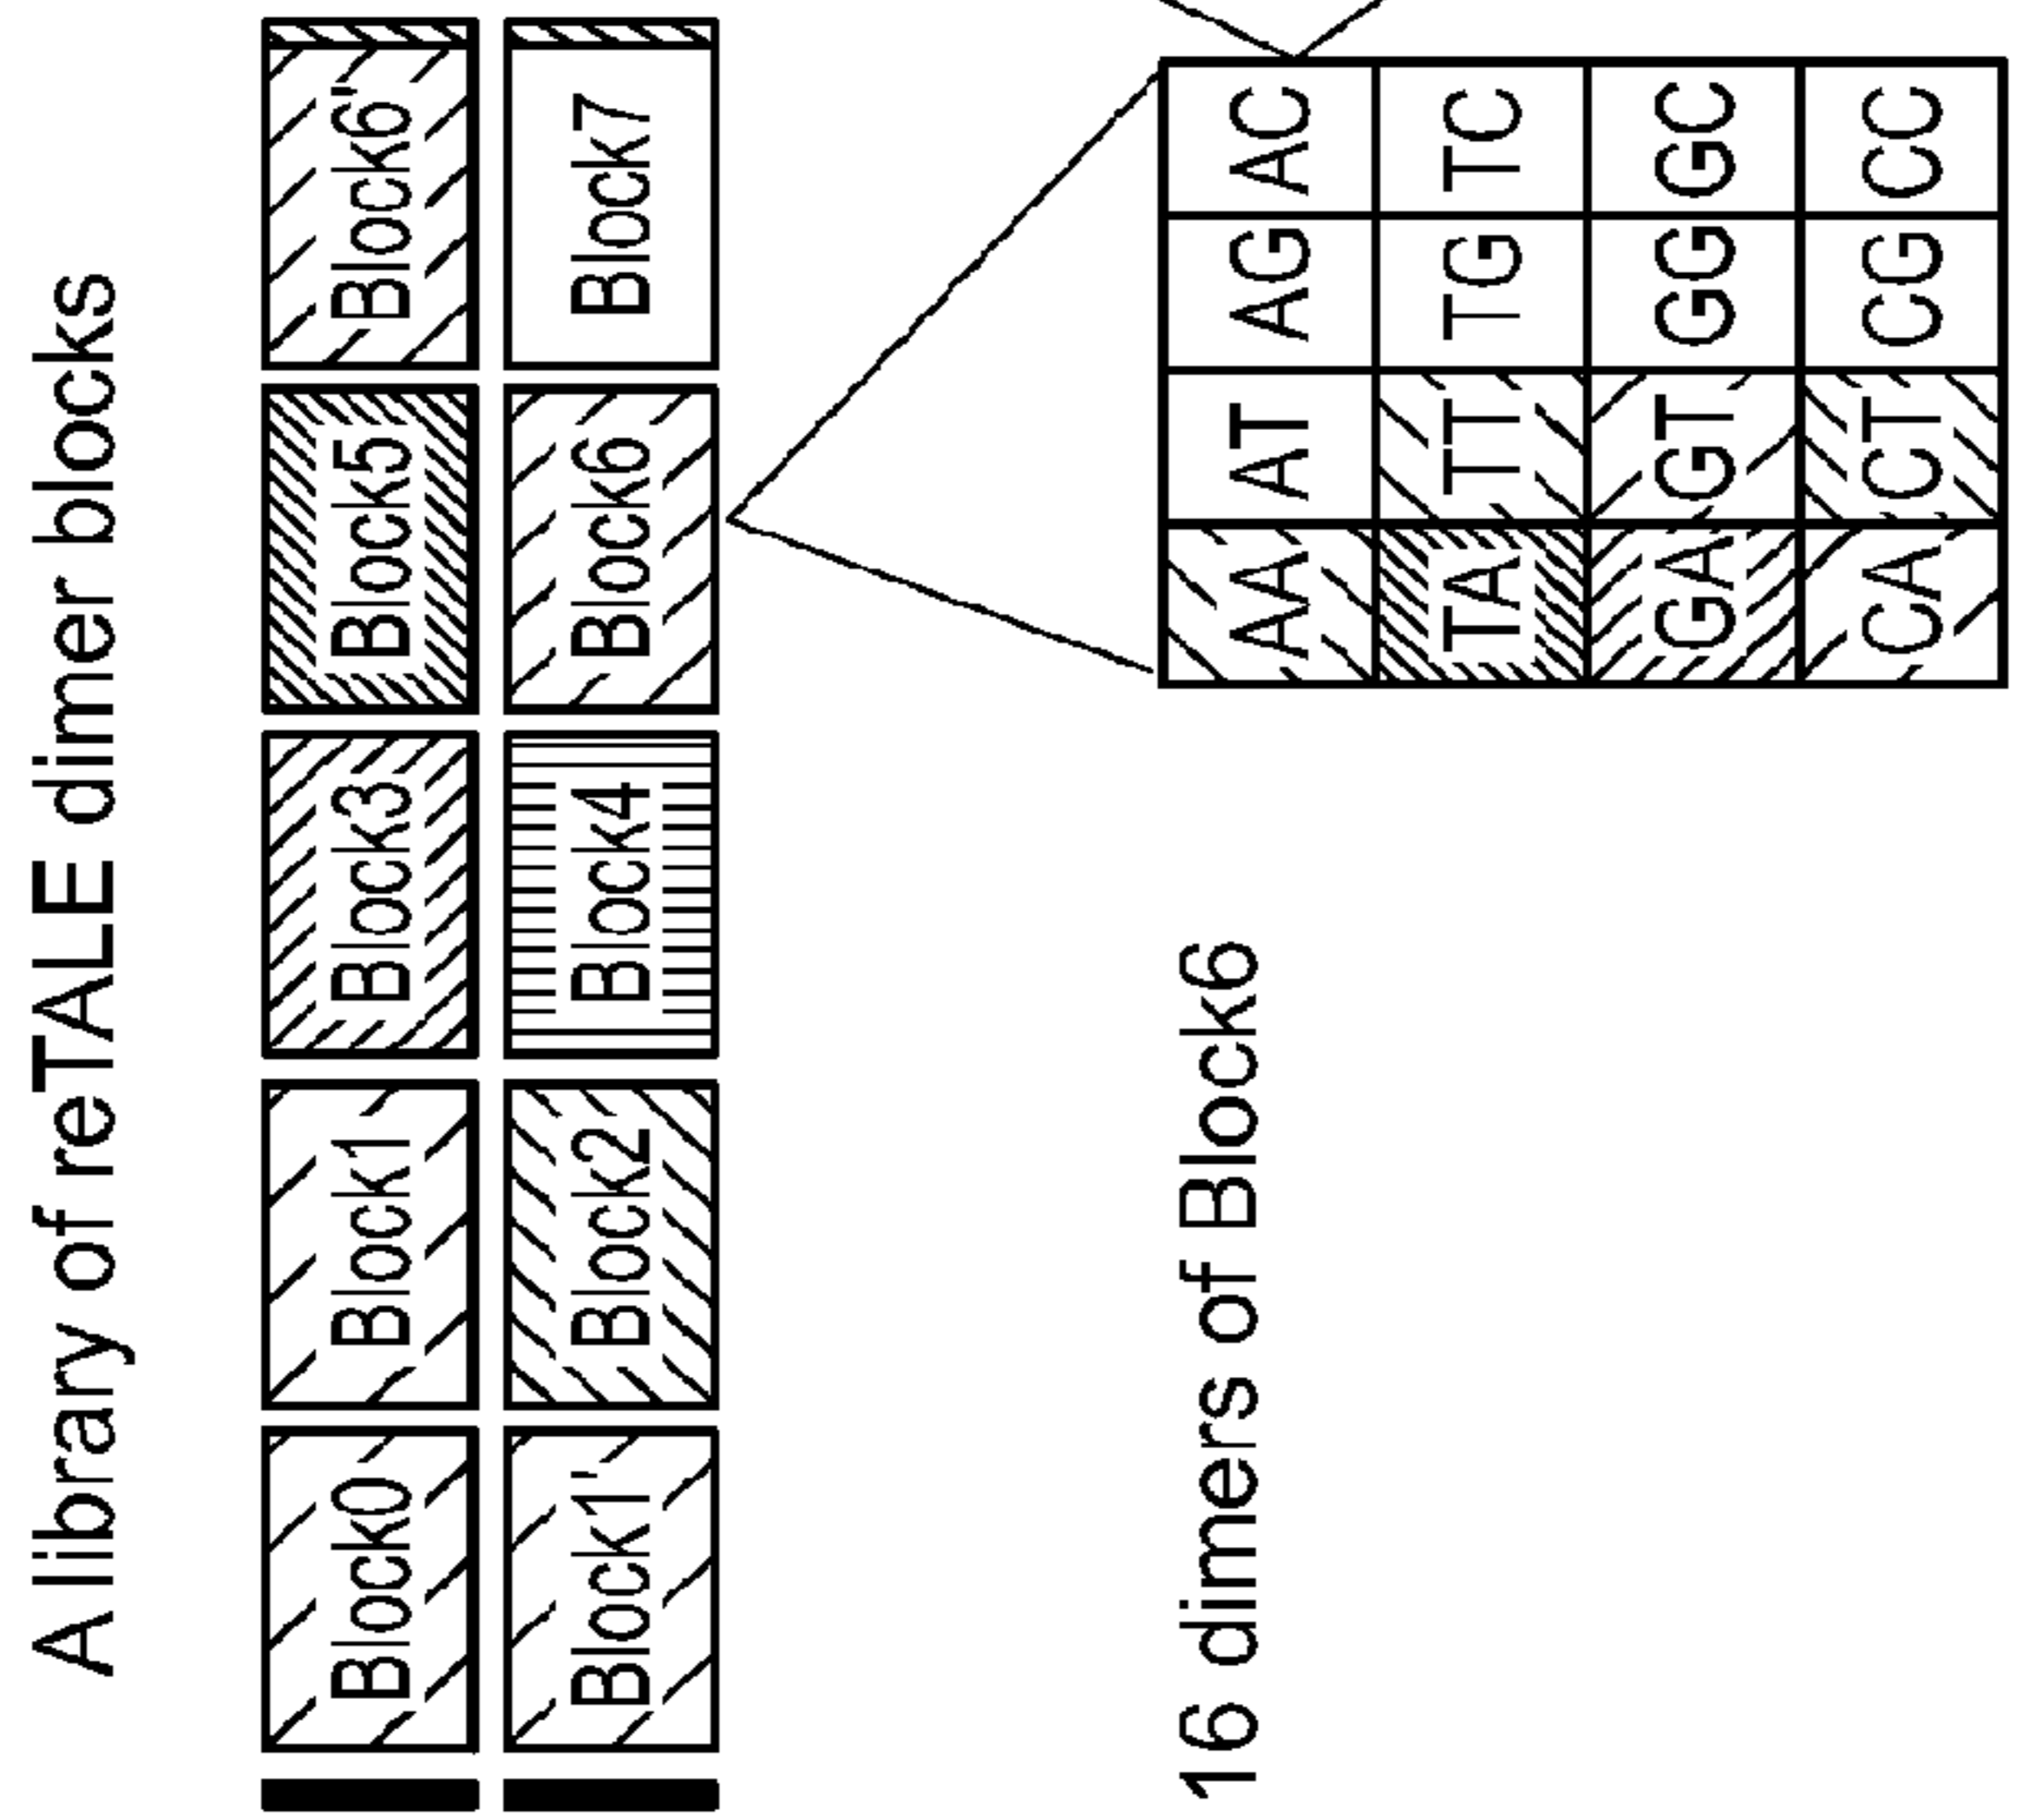 A library of reTALE dimer blocks
Block0 Block1 Block3 Block5 Block6'
Block1' Block2 Block4 Block6 Block7
16 dimers of Block6
AA AT AG AC
TA TT TG TC
GA GT GG GC
CA CT CG CC